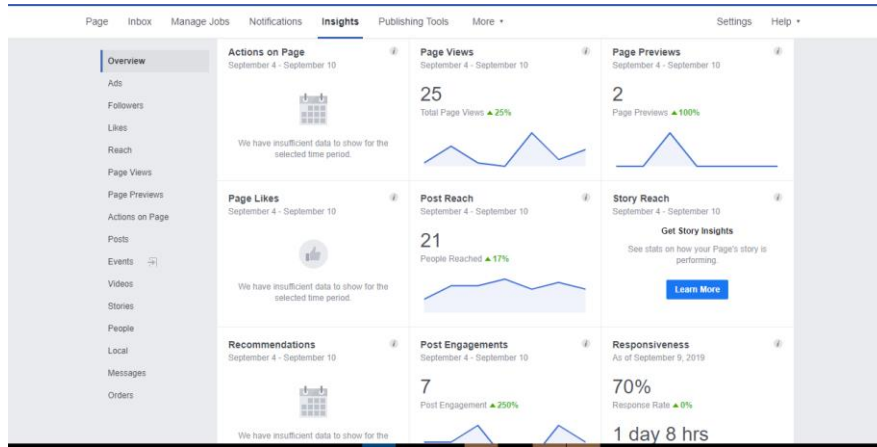 Page Inbox Manage Jobs Notifications Insights Publishing Tools More Settings Help
Overview
Ads
Followers
Likes
Reach
Page Views
Page Previews
Actions on Page
Posts
Events
Videos
Stories
People
Local
Messages
Orders
Actions on Page
September 4 - September 10
We have insufficient data to show for the
selected time period.
Page Views
September 4 - September 10
25
Total Page Views ▲25%
Page Previews
September 4 - September 10
2
Page Previews ▲100%
Page Likes
September 4 - September 10
We have insufficient data to show for the
selected time period.
Post Reach
September 4 - September 10
21
People Reached ▲17%
Story Reach
September 4 - September 10
Get Story Insights
See stats on how your Page's story is
performing.
Learn More
Recommendations
September 4 - September 10
We have insufficient data to show for the
Post Engagements
September 4 - September 10
7
Post Engagement ▲250%
Responsiveness
As of September 9, 2019
70%
Response Rate ▲0%
1 day 8 hrs